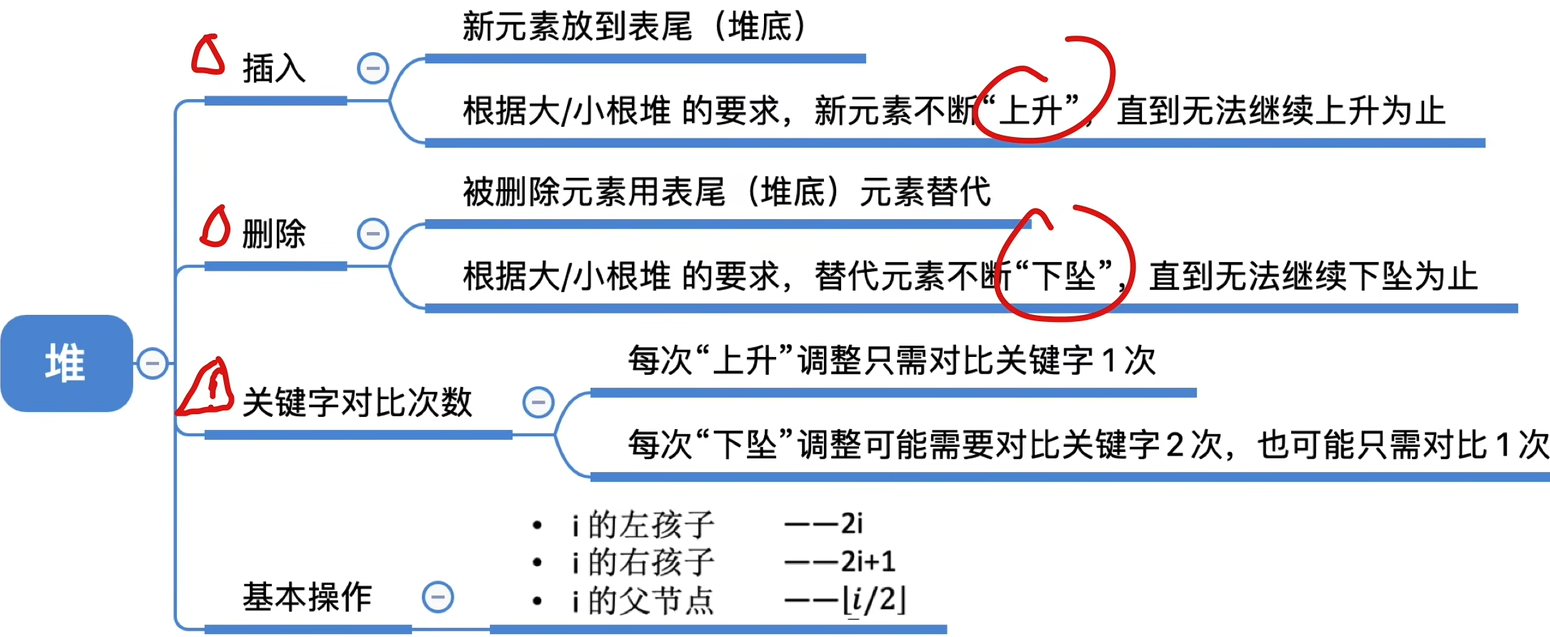 新元素放到表尾（堆底）
插入
根据大/小根堆 的要求，新元素不断“上升”，直到无法继续上升为止
被删除元素用表尾（堆底）元素替代
删除
根据大/小根堆 的要求，替代元素不断“下坠”，直到无法继续下坠为止
堆
每次“上升”调整只需对比关键字1次
关键字对比次数
每次“下坠”调整可能需要对比关键字2次，也可能只需对比1次
• i 的左孩子 ——2i
• i 的右孩子 ——2i+1
基本操作
• i 的父节点 ——⌊i/2⌋